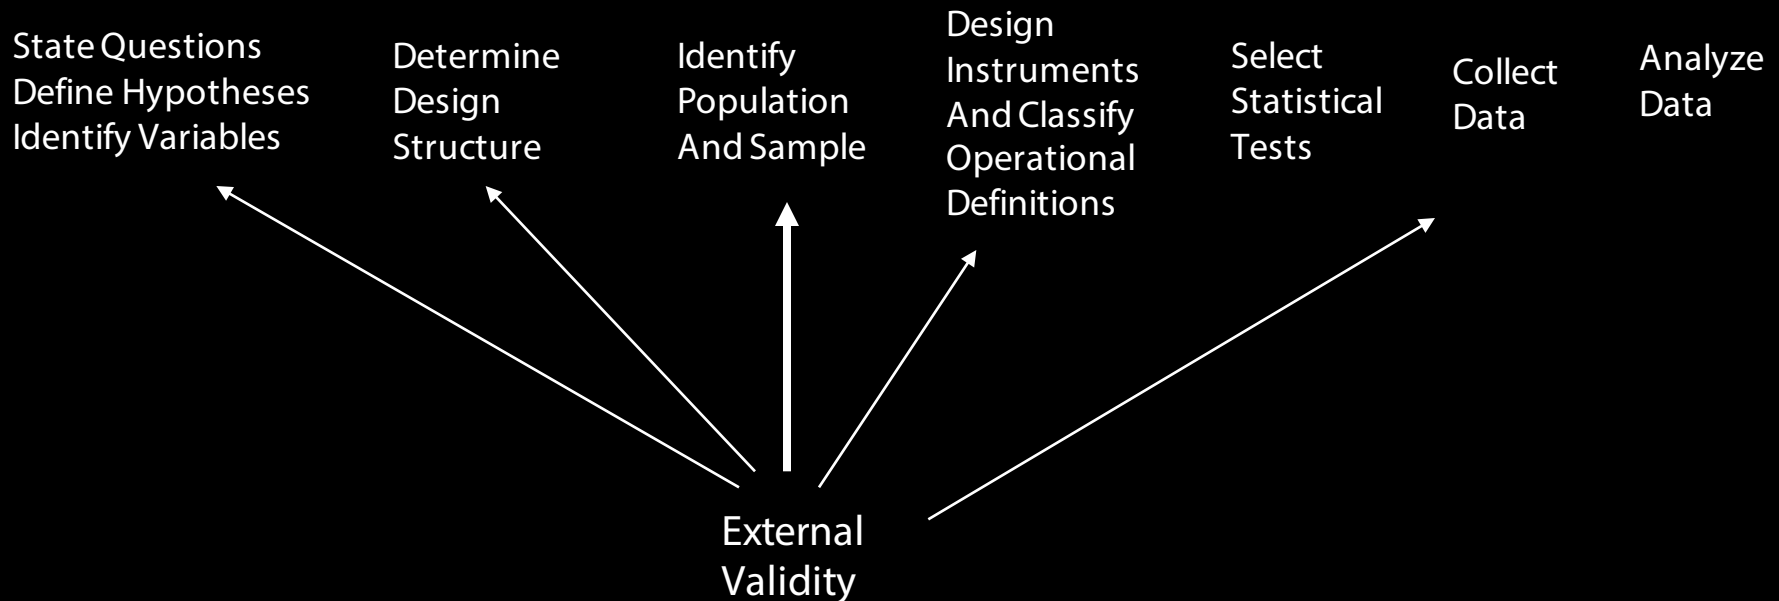 State Questions
Define Hypotheses
Identify Variables
Determine
Design
Structure
Identify
Population
And Sample
Design
Instruments
And Classify
Operational
Definitions
Select
Statistical
Tests
Collect
Data
Analyze
Data
External
Validity